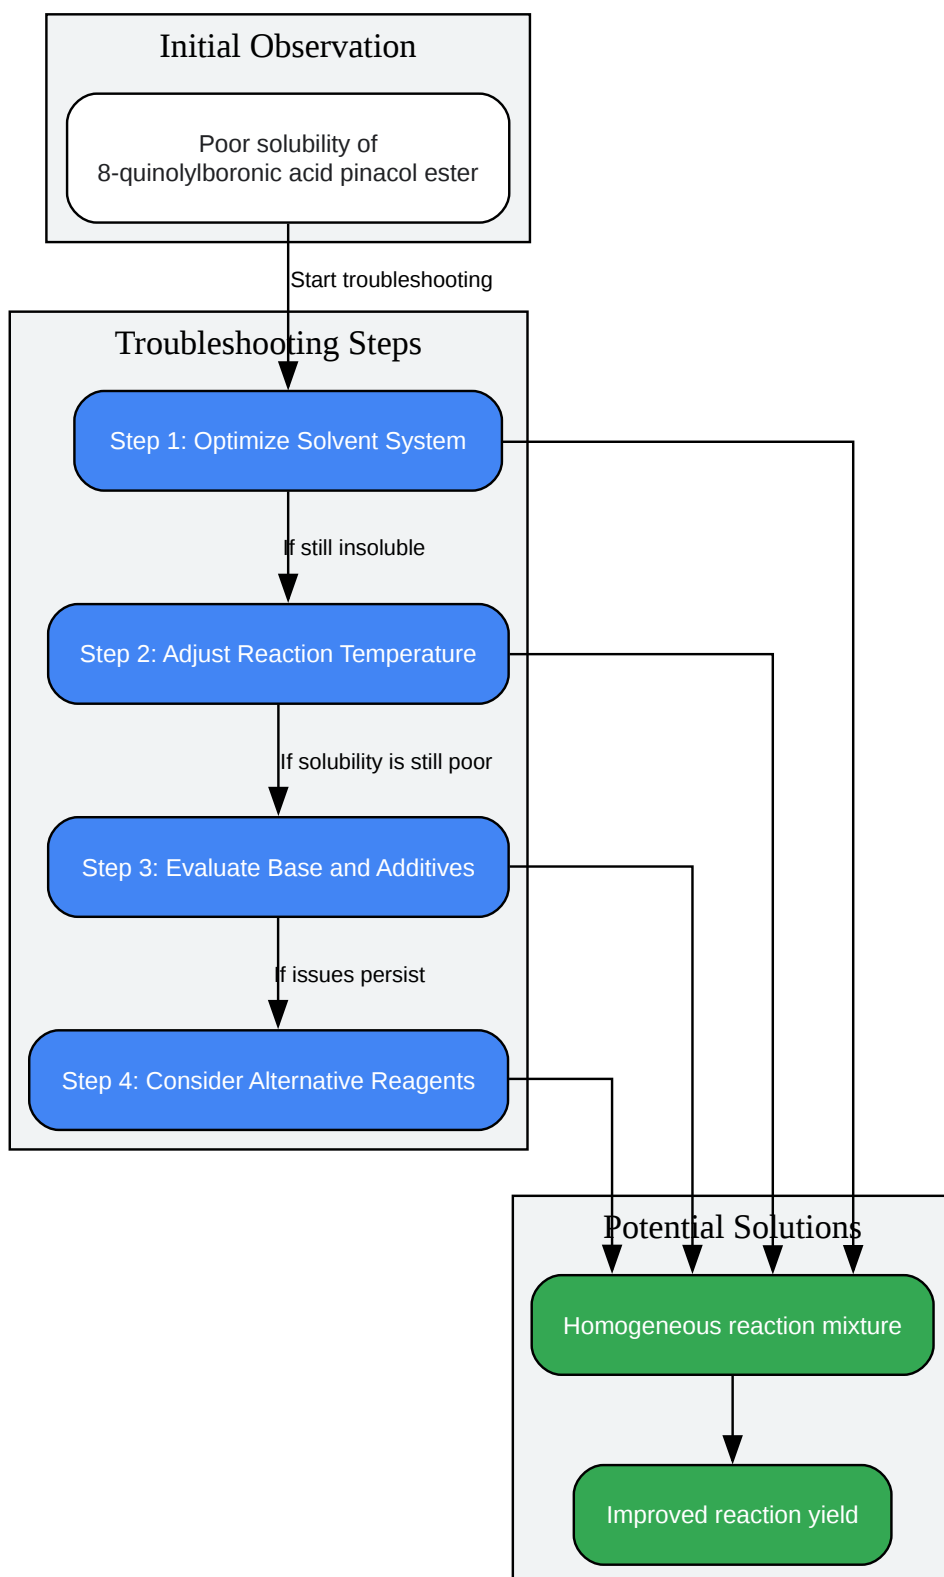 Initial Observation
Poor solubility of
8-quinolylboronic acid pinacol ester
Start troubleshooting
Troubleshooting Steps
Step 1: Optimize Solvent System
If still insoluble
Step 2: Adjust Reaction Temperature
If solubility is still poor
Step 3: Evaluate Base and Additives
If issues persist
Step 4: Consider Alternative Reagents
Potential Solutions
Homogeneous reaction mixture
Improved reaction yield